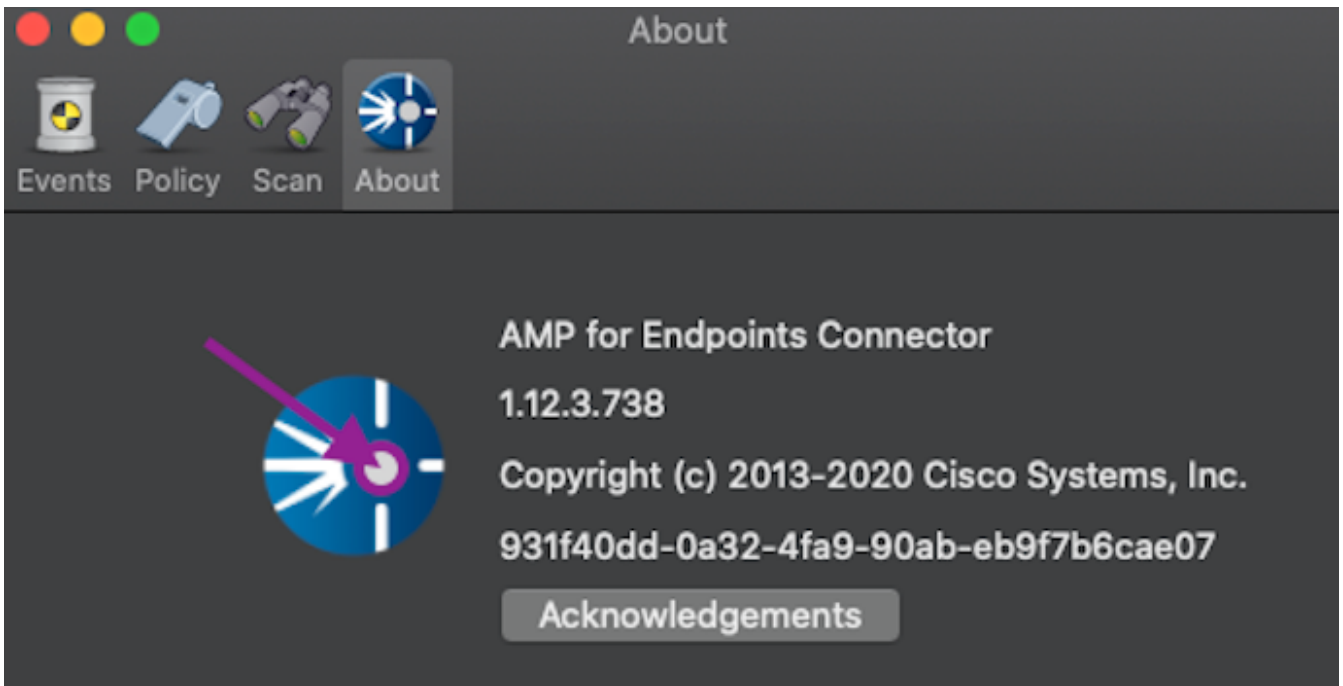 About
Events Policy Scan About
AMP for Endpoints Connector
1.12.3.738
Copyright (c) 2013-2020 Cisco Systems, Inc.
931f40dd-0a32-4fa9-90ab-eb9f7b6cae07
Acknowledgements